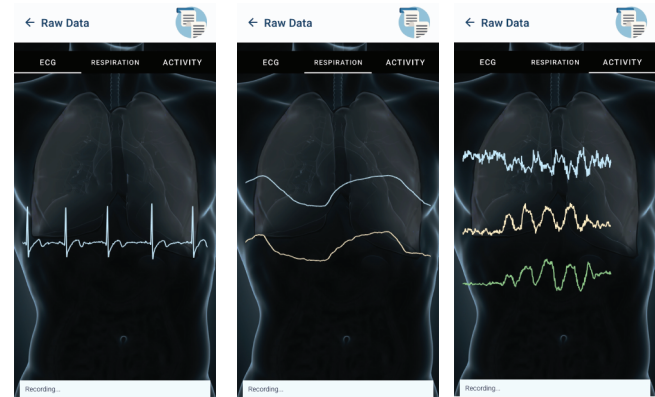 ← Raw Data
ECG RESPIRATION ACTIVITY
Recording...
← Raw Data
ECG RESPIRATION ACTIVITY
Recording...
← Raw Data
ECG RESPIRATION ACTIVITY
Recording...